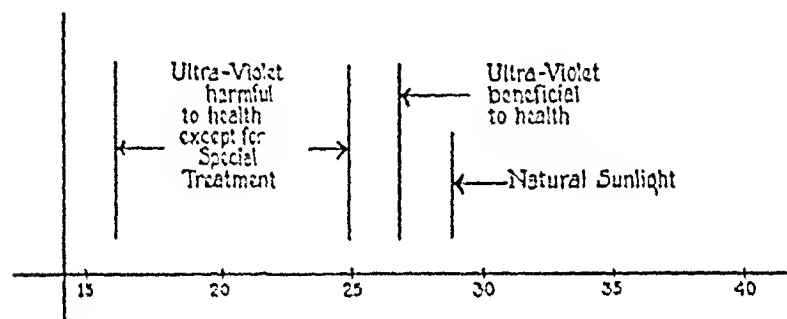 Ultra-Violet
harmful
to health
except for
Special
Treatment
Ultra-Violet
beneficial
to health
Natural Sunlight
15 20 25 30 35 40